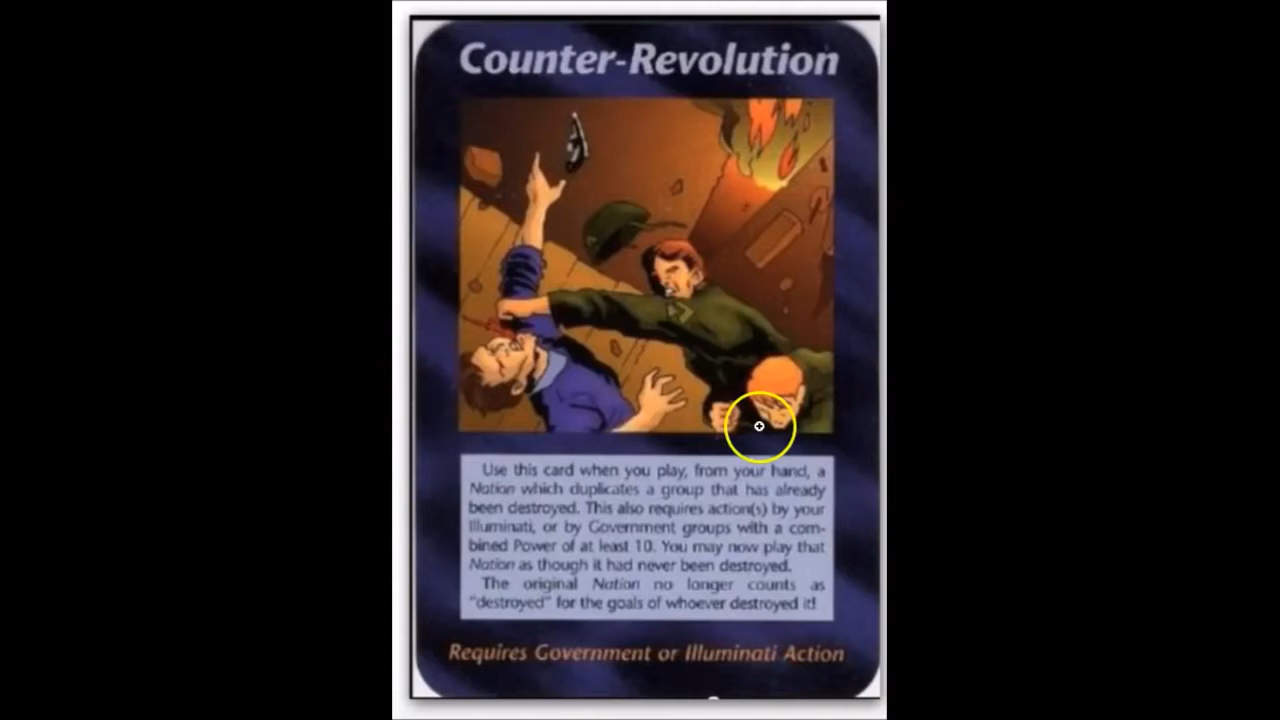 Counter-Revolution
Use this card when you play, from your hand, a
Nation which duplicates a group that has already
been destroyed. This also requires action(s) by your
Illuminati, or by Government groups with a com-
bined Power of at least 10. You may now play that
Nation as though it had never been destroyed.
The original Nation no longer counts as
"destroyed" for the goals of whoever destroyed it!
Requires Government or Illuminati Action